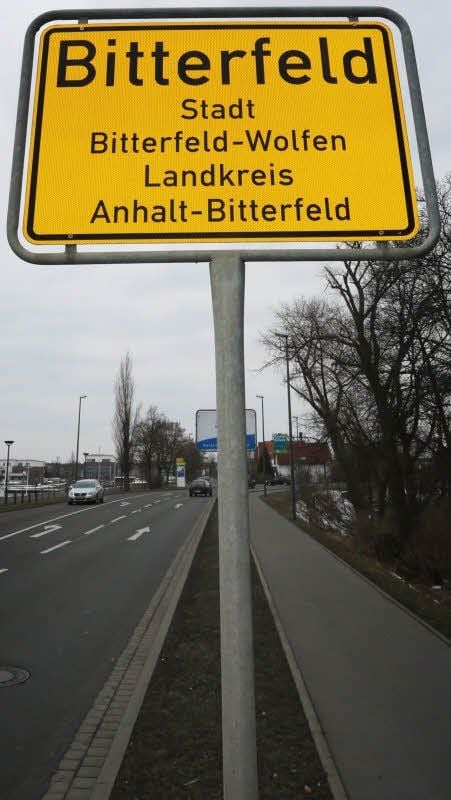 Bitterfeld
Stadt
Bitterfeld-Wolfen
Landkreis
Anhalt-Bitterfeld